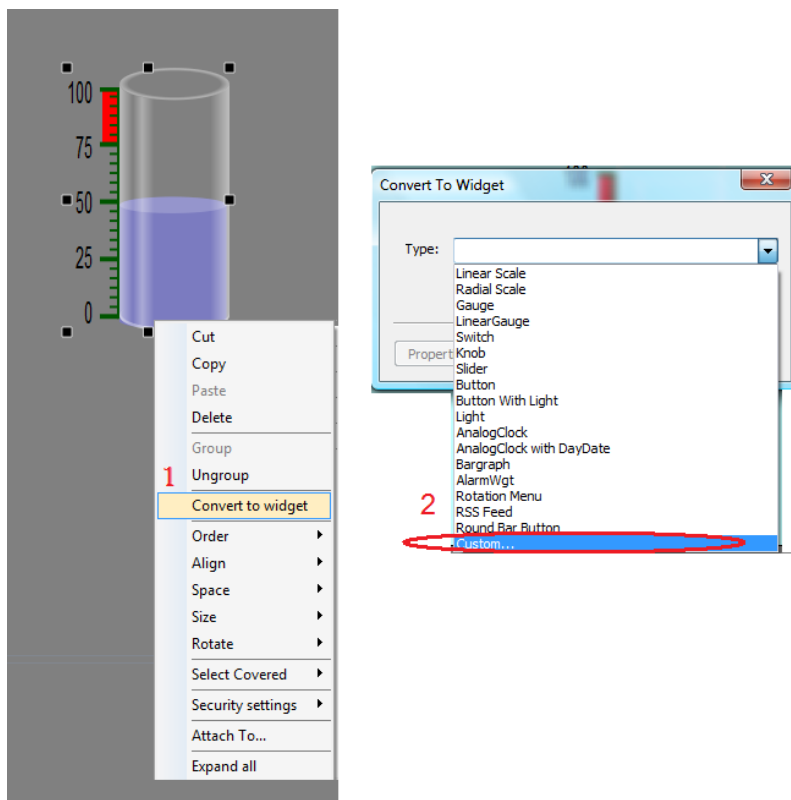 100
75
50
25
0
Cut
Copy
Paste
Delete
Group
1
Ungroup
Convert to widget
Order
Align
Space
Size
Rotate
Select Covered
Security settings
Attach To...
Expand all
Convert To Widget
Type:
Linear Scale
Radial Scale
Gauge
LinearGauge
Switch
Propert
Knob
Slider
Button
Button With Light
Light
AnalogClock
AnalogClock with DayDate
Bargraph
AlarmWgt
Rotation Menu
2
RSS Feed
Round Bar Button
Custom...